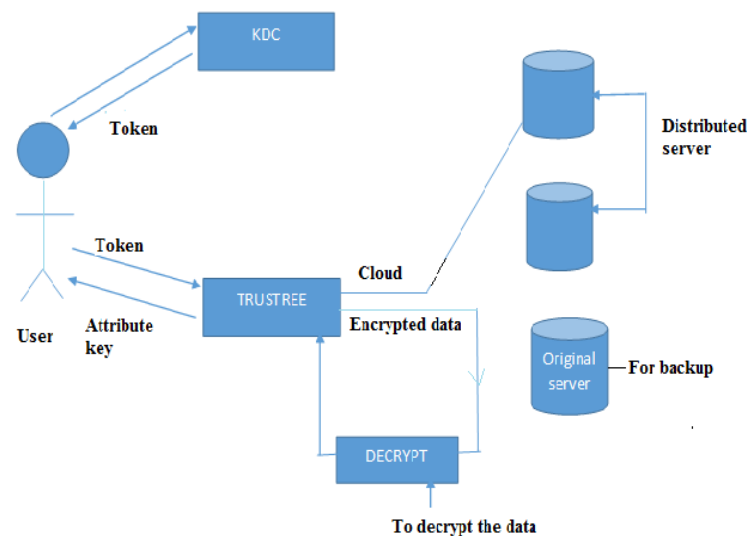 KDC
Token
Distributed
server
Token
Cloud
TRUSTREE
User
Attribute
key
Encrypted data
Original
server
For backup
DECRYPT
To decrypt the data